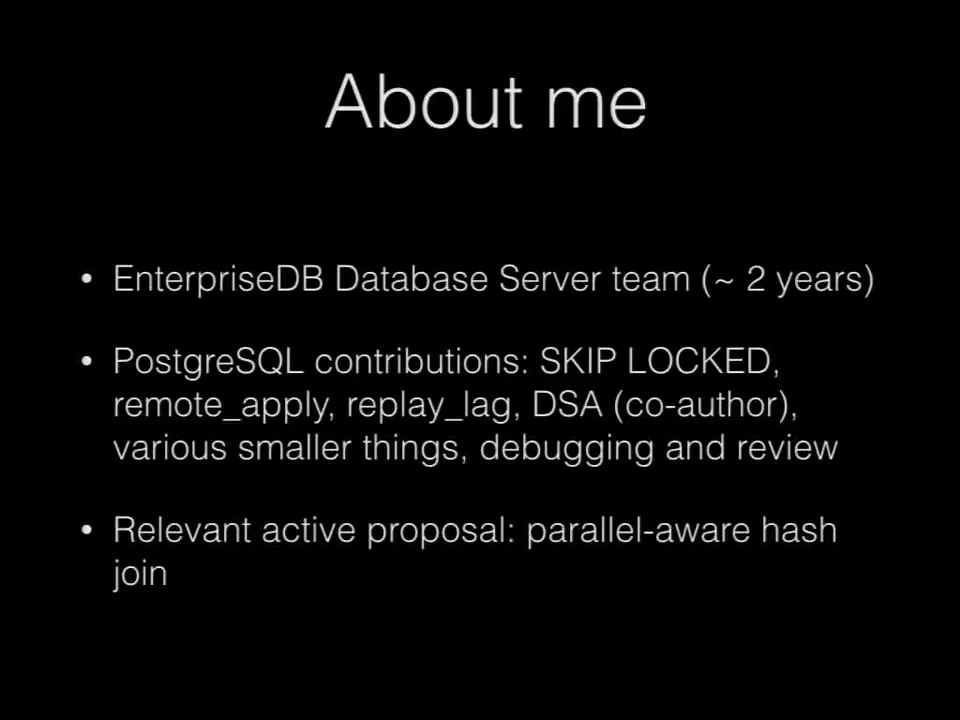 About me
• EnterpriseDB Database Server team (~ 2 years)
• PostgreSQL contributions: SKIP LOCKED,
remote_apply, replay_lag, DSA (co-author),
various smaller things, debugging and review
• Relevant active proposal: parallel-aware hash
join